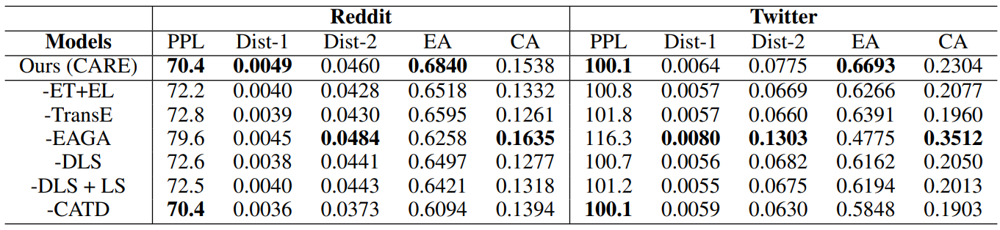 Reddit Twitter
Models PPL Dist-1 Dist-2 EA CA PPL Dist-1 Dist-2 EA CA
Ours (CARE) 70.4 0.0049 0.0460 0.6840 0.1538 100.1 0.0064 0.0775 0.6693 0.2304
-ET+EL 72.2 0.0040 0.0428 0.6518 0.1332 100.8 0.0057 0.0669 0.6266 0.2077
-TransE 72.8 0.0039 0.0430 0.6595 0.1261 101.8 0.0057 0.0660 0.6391 0.1960
-EAGA 79.6 0.0045 0.0484 0.6258 0.1635 116.3 0.0080 0.1303 0.4775 0.3512
-DLS 72.6 0.0038 0.0441 0.6497 0.1277 100.7 0.0056 0.0682 0.6162 0.2050
-DLS + LS 72.5 0.0040 0.0443 0.6421 0.1318 101.2 0.0055 0.0675 0.6194 0.2013
-CATD 70.4 0.0036 0.0373 0.6094 0.1394 100.1 0.0059 0.0630 0.5848 0.1903